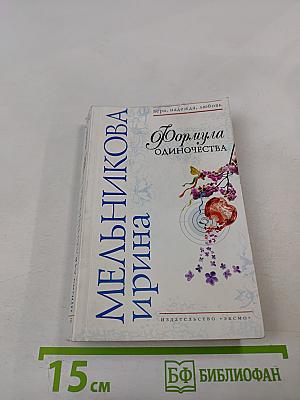 вера, надежда, любовь
Формула
ОДИНОЧЕСТВА
МЕЛЬНИКОВА
ирина
ИЗДАТЕЛЬСТВО «ЭКСМО»
15 см
БФ БИБЛИОФАН